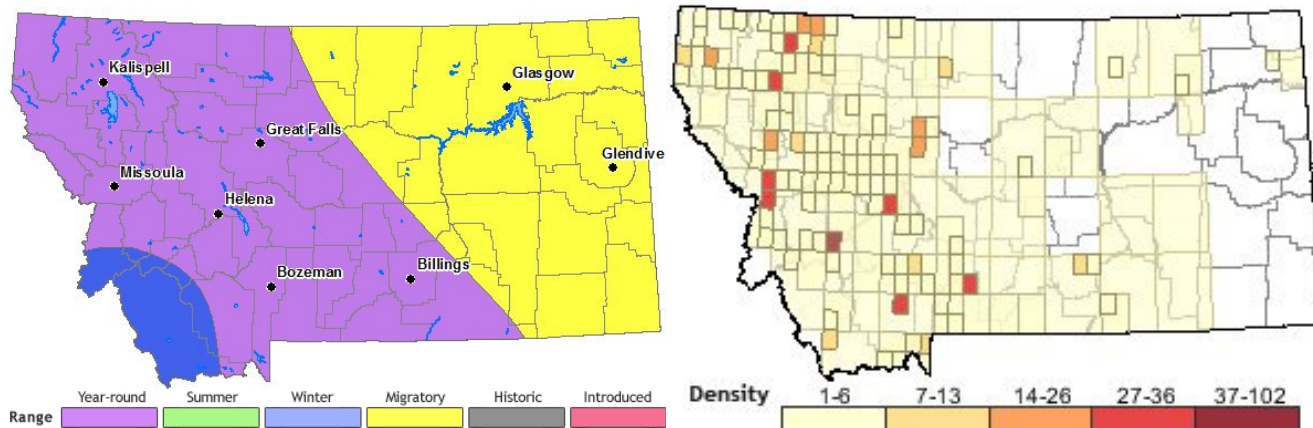 Kalispell
Glasgow
Great Falls
Glendive
Missoula
Helena
Bozeman
Billings
Year-round Summer Winter Migratory Historic Introduced
Range
Density 1-6 7-13 14-26 27-36 37-102